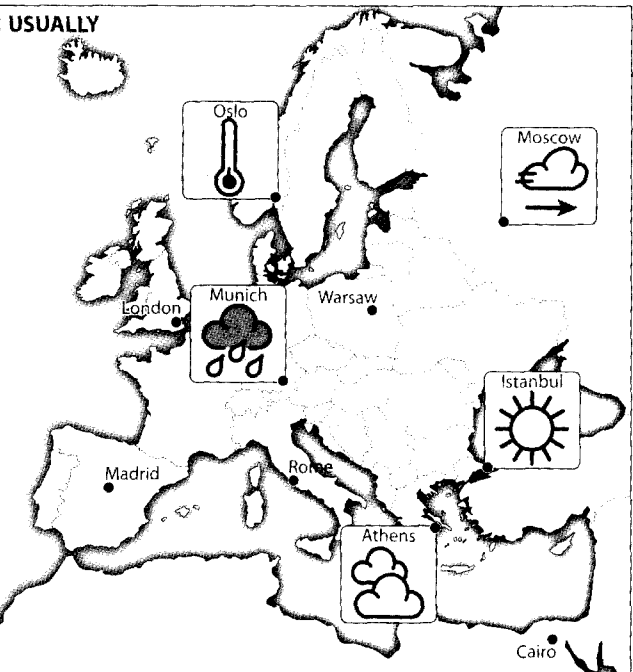 : USUALLY
Oslo
Moscow
London
Munich
Warsaw
Istanbul
Madrid
Rome
Athens
Cairo